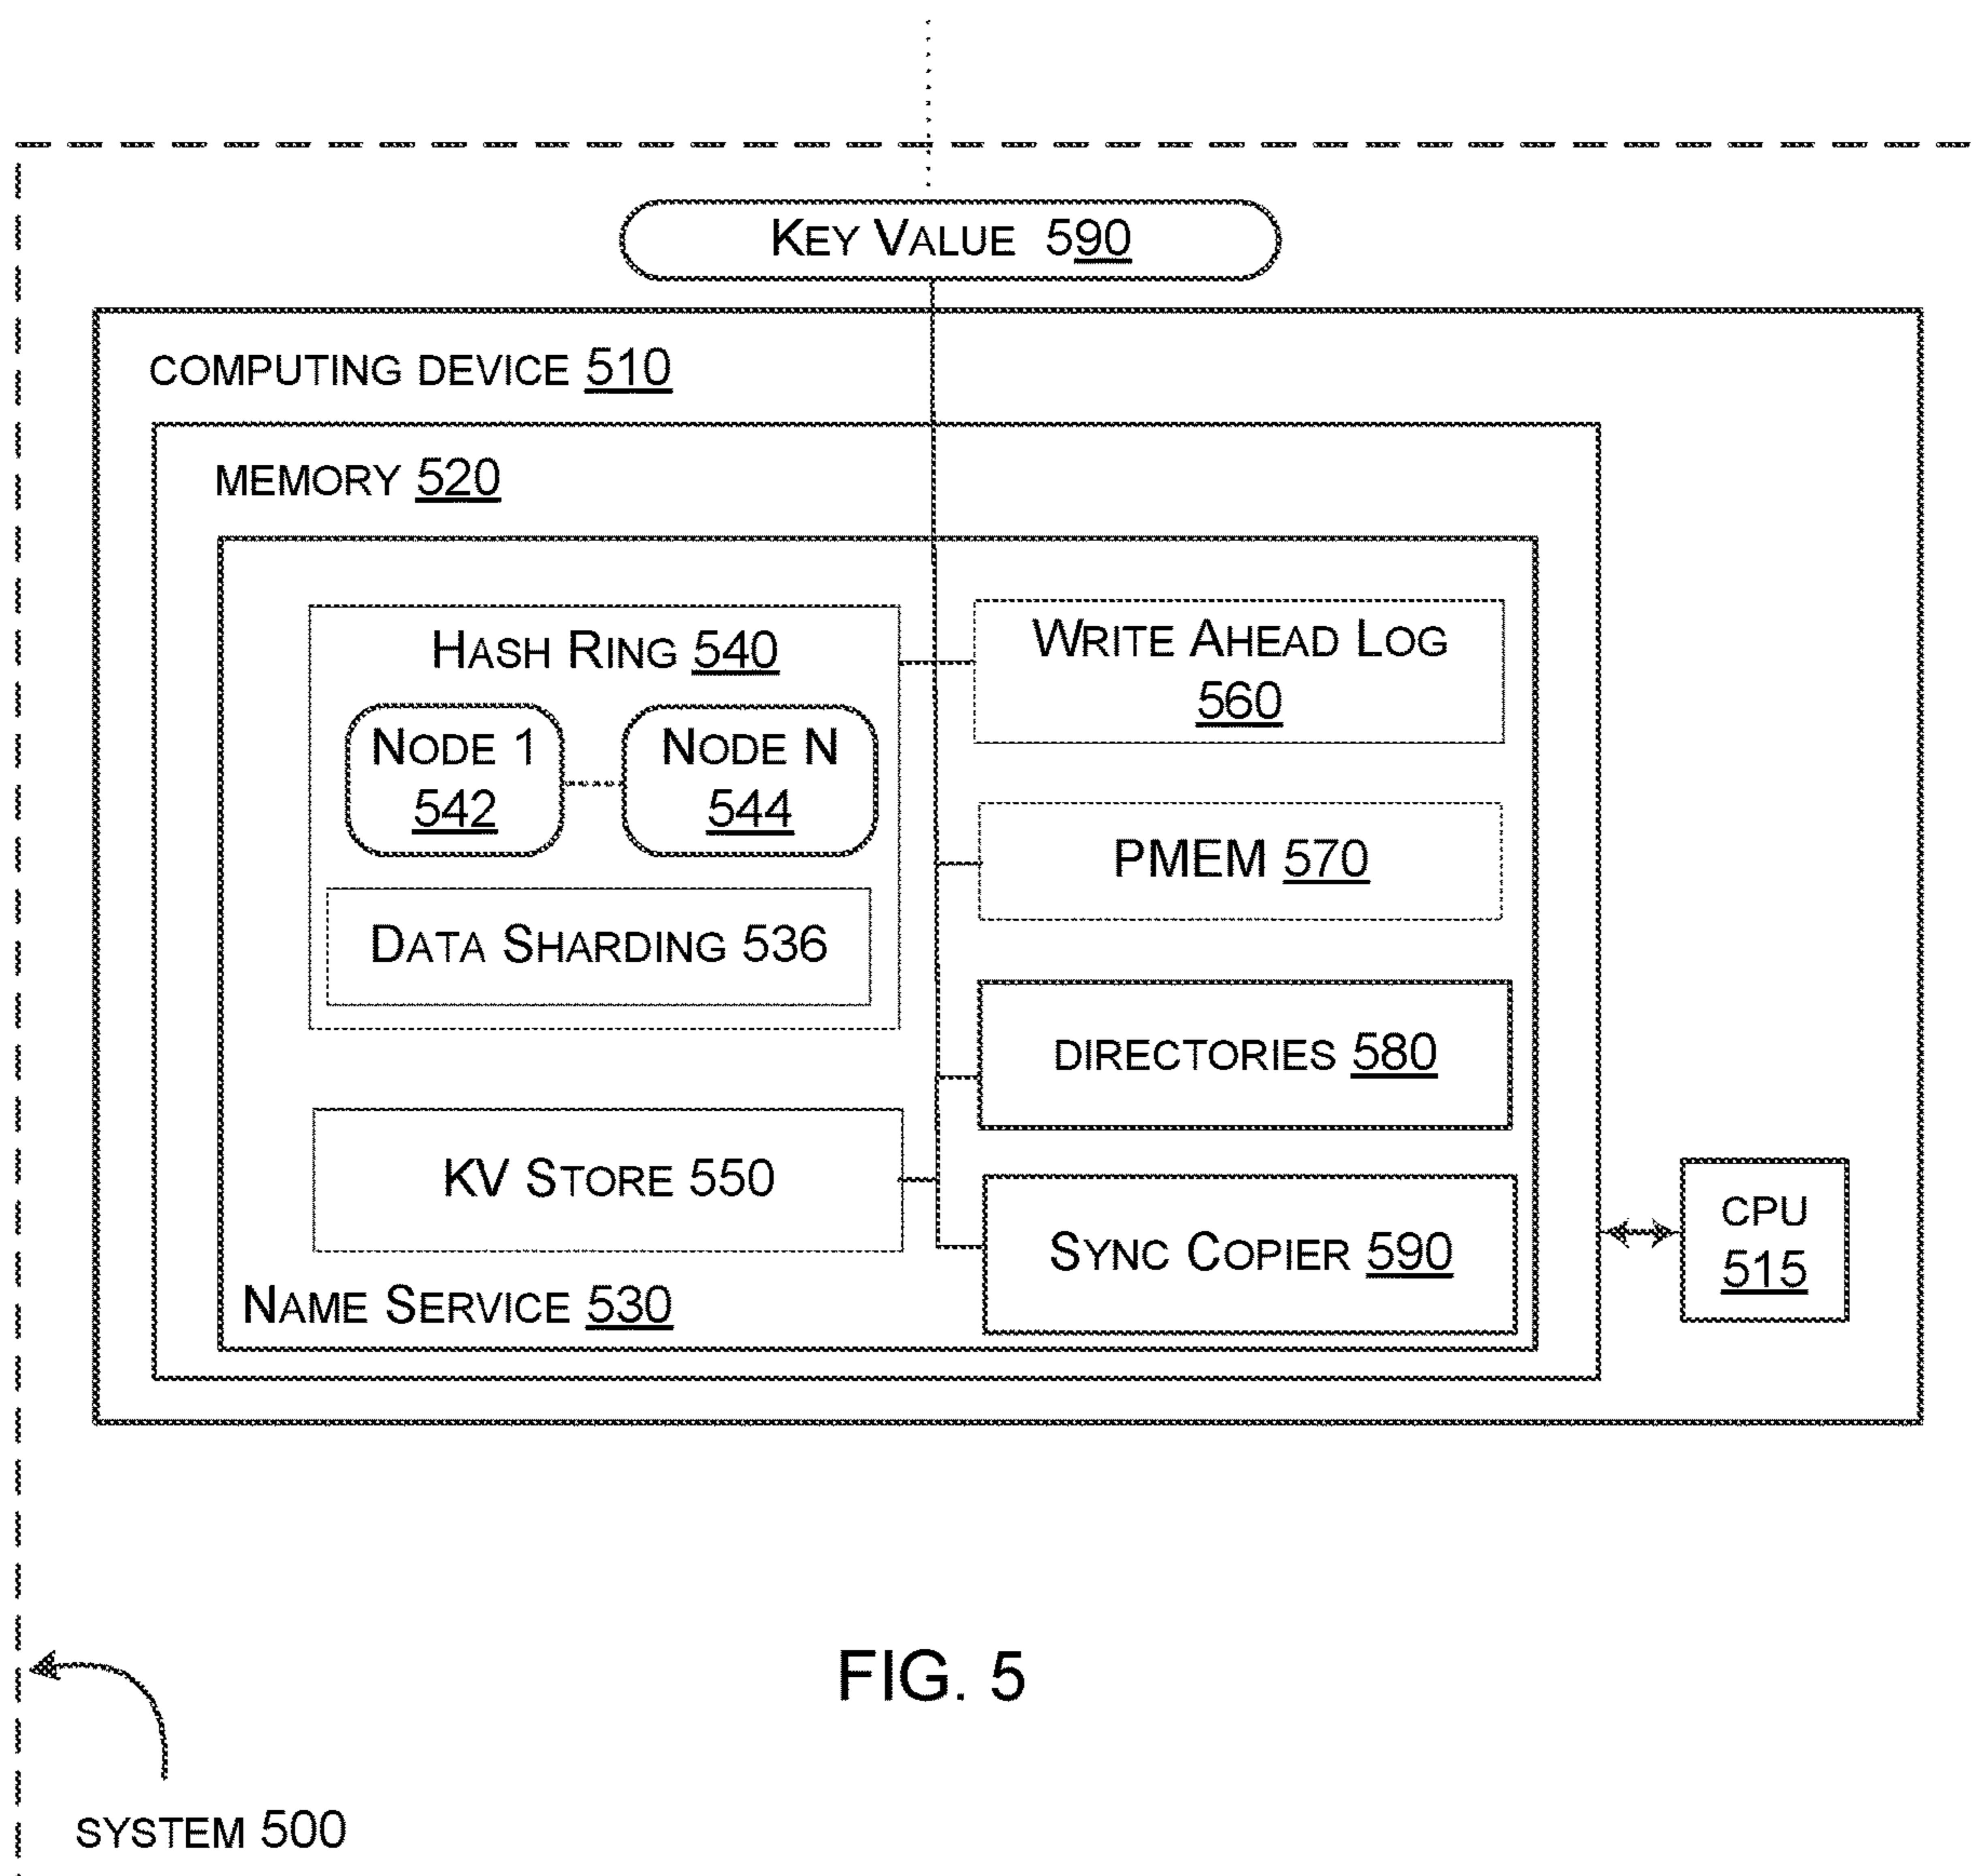 KEY VALUE 590
COMPUTING DEVICE 510
MEMORY 520
HASH RING 540
NODE 1
542
NODE N
544
DATA SHARDING 536
KV STORE 550
NAME SERVICE 530
WRITE AHEAD LOG
560
PMEM 570
DIRECTORIES 580
SYNC COPIER 590
CPU
515
FIG. 5
SYSTEM 500